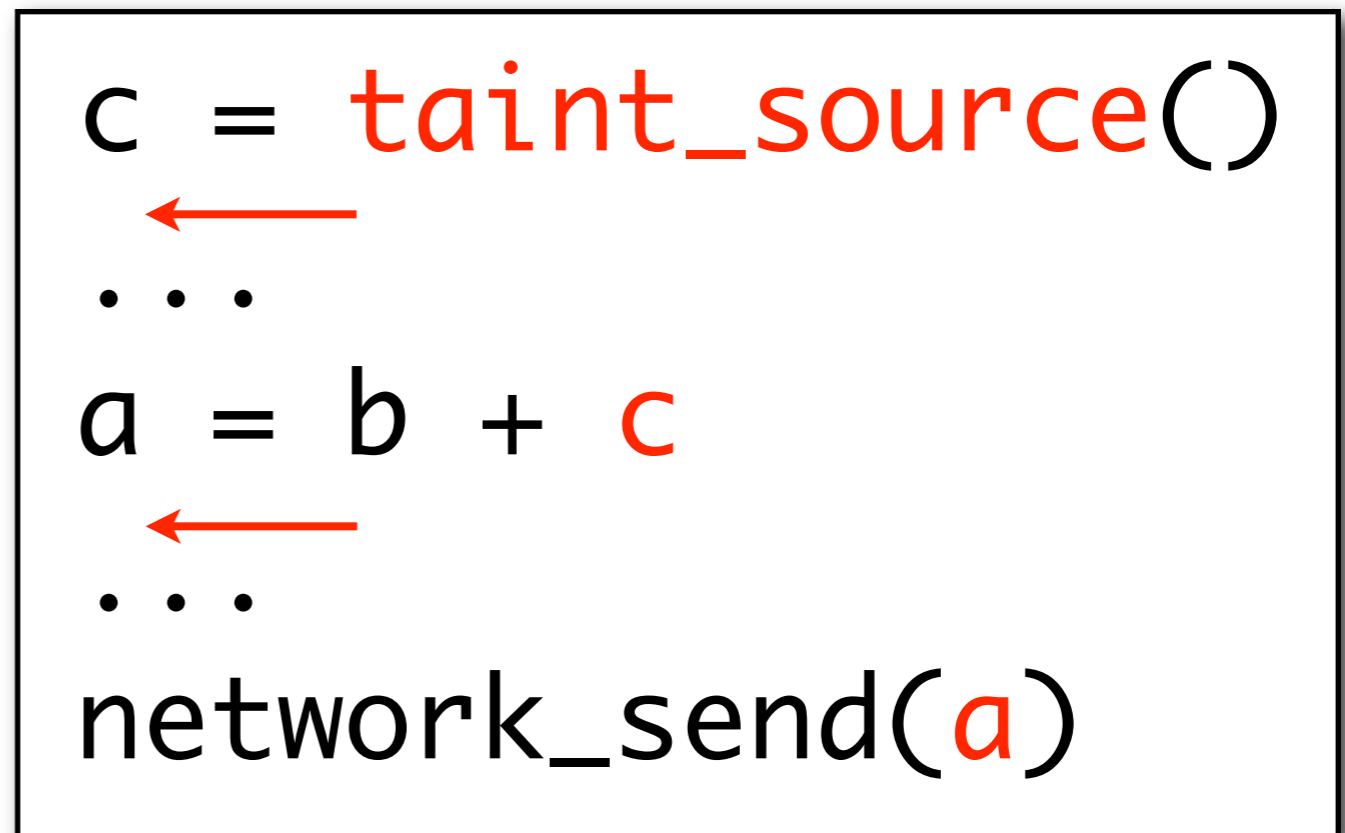 c = taint_source()
...
a = b + c
...
network_send(a)